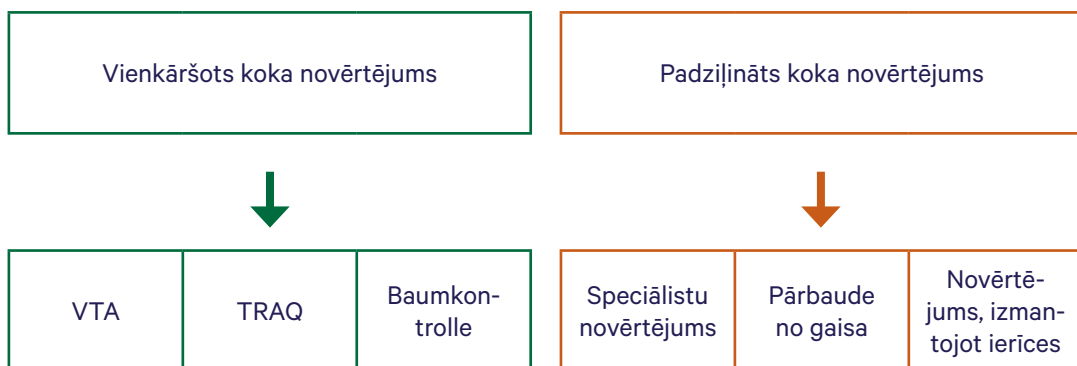 Vienkāršots koka novērtējums
Padziļināts koka novērtējums
VTA
TRAQ
Baumkon-
trolle
Speciālistu
novērtējums
Pārbaude
no gaisa
Novērtē-
jums, izman-
tojot ierīces